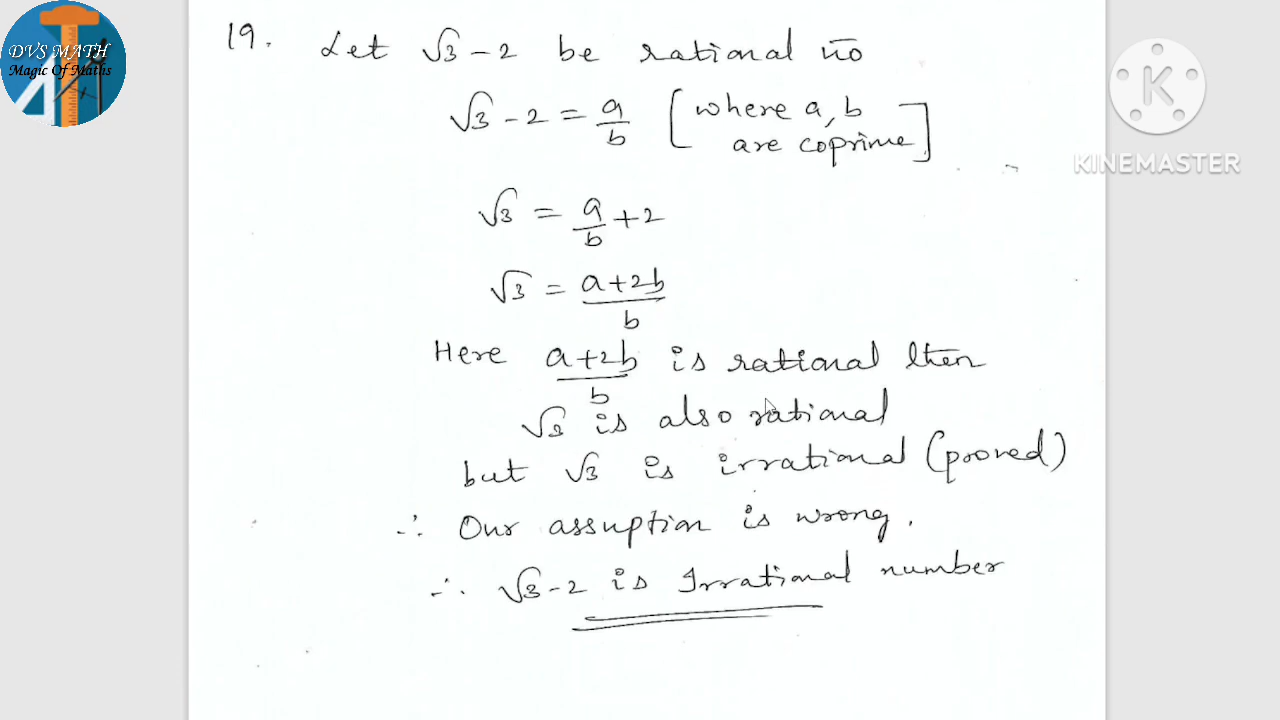 DVS MATH
Magic Of Maths
KINEMASTER
19. Let √3 - 2 be rational no
√3 - 2 = a/b [where a, b
are coprime]
√3 = a/b + 2
√3 = a+2b/b
Here a+2b/b is rational then
√3 is also rational
but √3 is irrational (proved)
∴ Our assuption is wrong.
∴ √3-2 is Irrational number